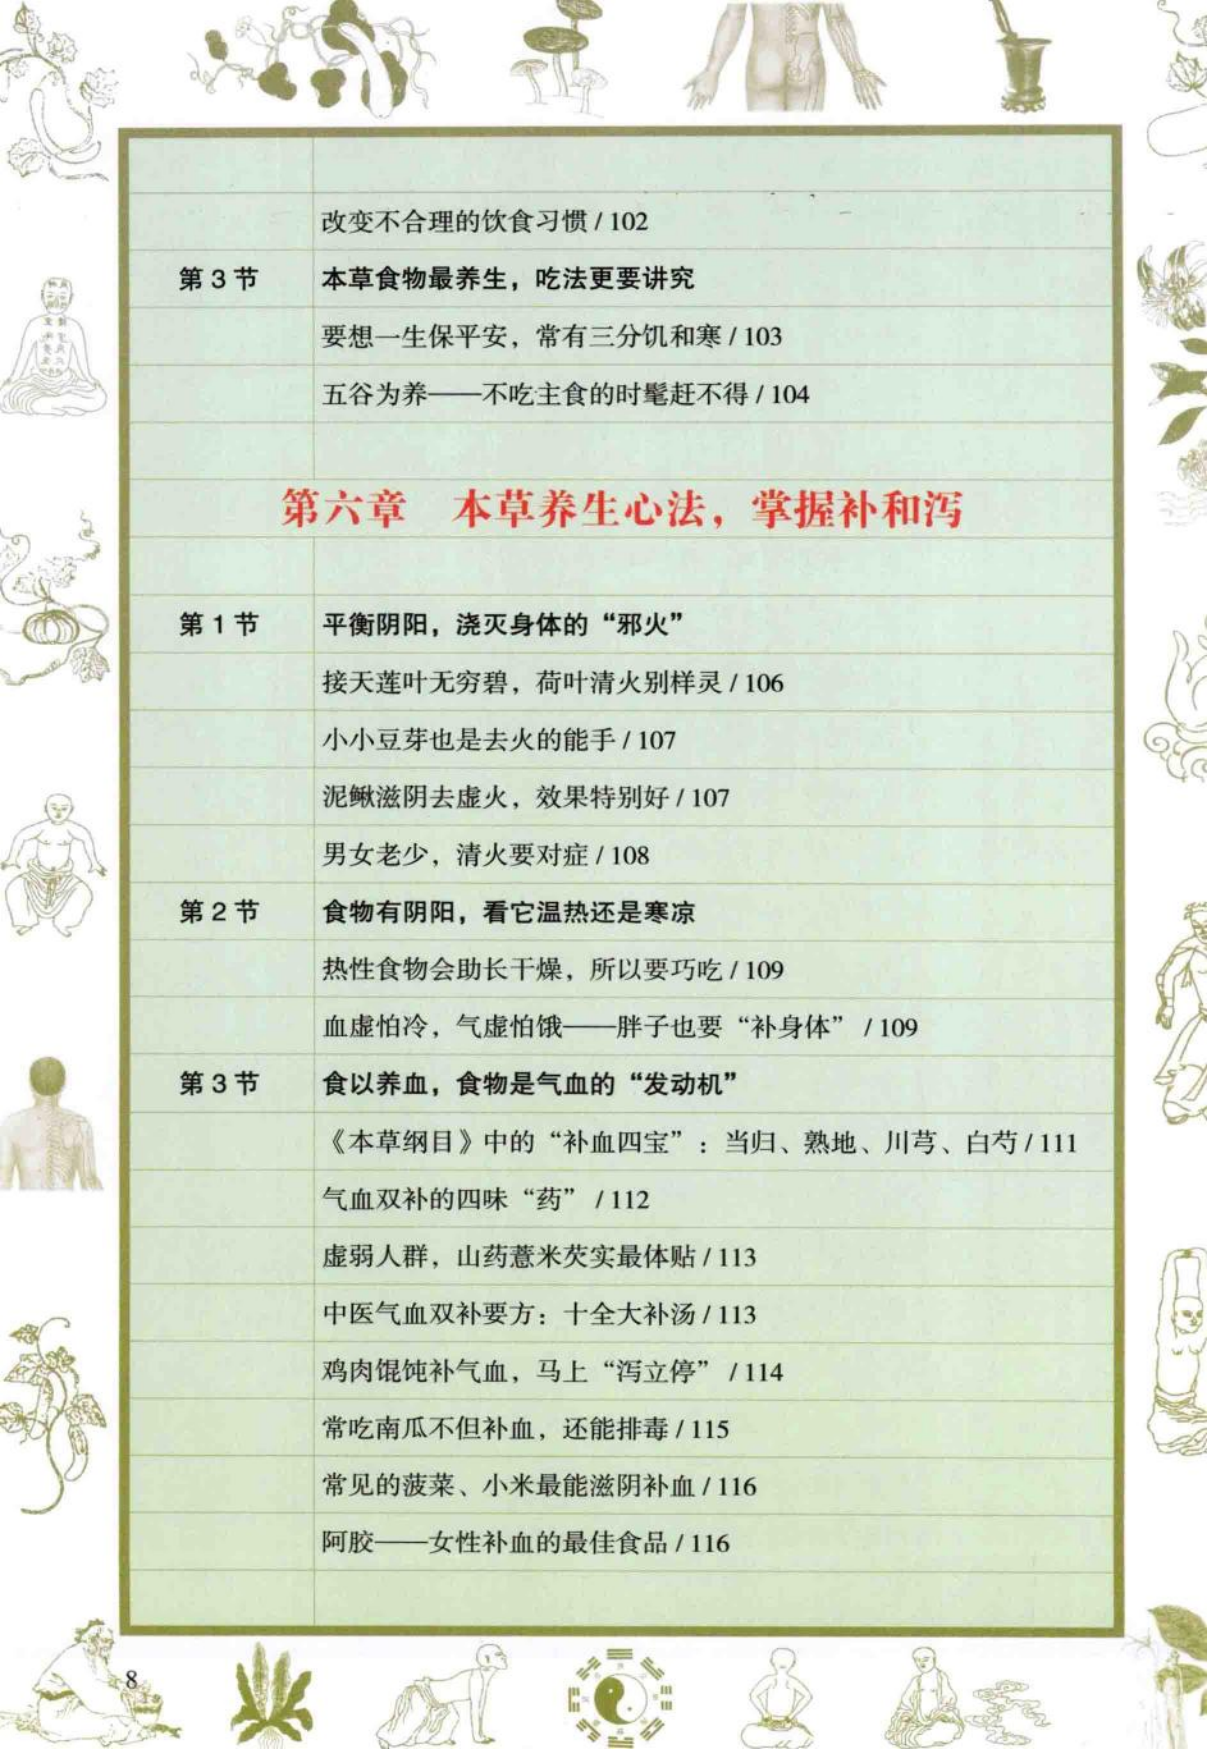 改变不合理的饮食习惯 / 102
第 3 节 本草食物最养生，吃法更要讲究
要想一生保平安，常有三分饥和寒 / 103
五谷为养——不吃主食的时髦赶不得 / 104
第六章 本草养生心法，掌握补和泻
第 1 节 平衡阴阳，浇灭身体的“邪火”
接天莲叶无穷碧，荷叶清火别样灵 / 106
小小豆芽也是去火的能手 / 107
泥鳅滋阴去虚火，效果特别好 / 107
男女老少，清火要对症 / 108
第 2 节 食物有阴阳，看它温热还是寒凉
热性食物会助长干燥，所以要巧吃 / 109
血虚怕冷，气虚怕饿——胖子也要“补身体” / 109
第 3 节 食以养血，食物是气血的“发动机”
《本草纲目》中的“补血四宝”：当归、熟地、川芎、白芍 / 111
气血双补的四味“药” / 112
虚弱人群，山药薏米芡实最体贴 / 113
中医气血双补要方：十全大补汤 / 113
鸡肉馄饨补气血，马上“泻立停” / 114
常吃南瓜不但补血，还能排毒 / 115
常见的菠菜、小米最能滋阴补血 / 116
阿胶——女性补血的最佳食品 / 116
8